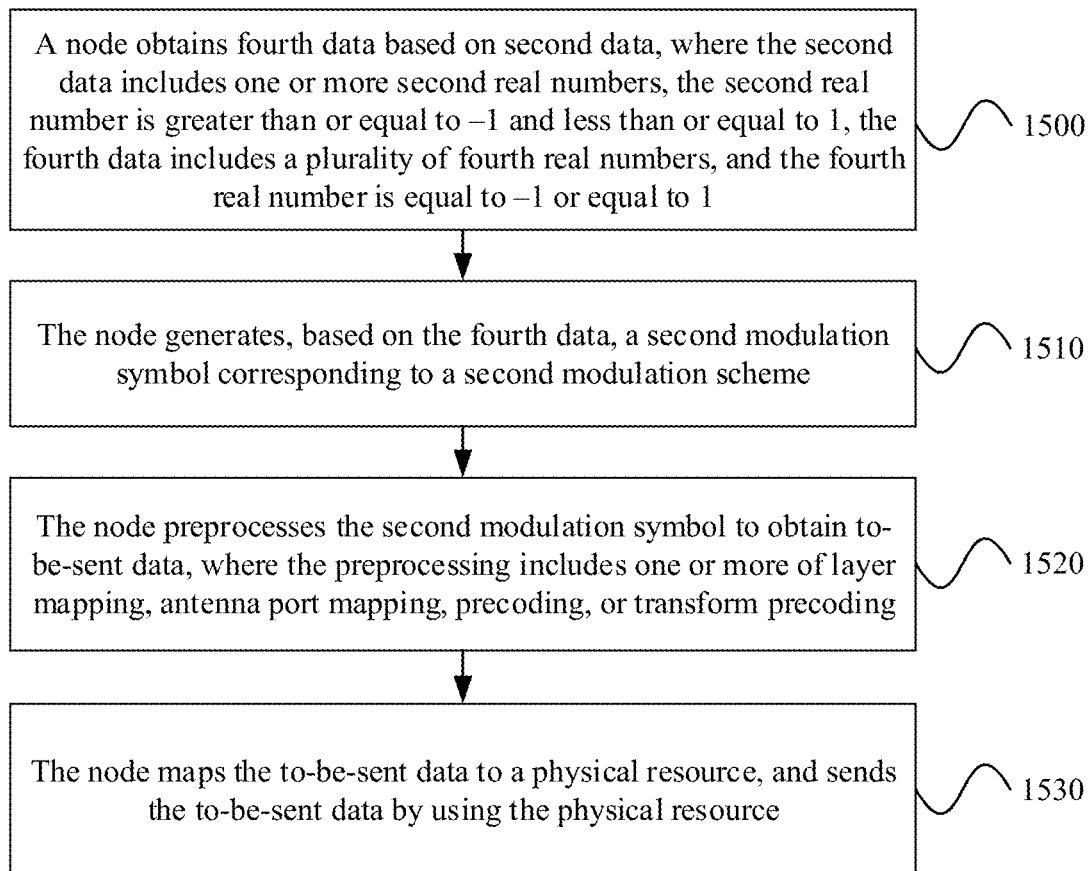 A node obtains fourth data based on second data, where the second
data includes one or more second real numbers, the second real
number is greater than or equal to –1 and less than or equal to 1, the
fourth data includes a plurality of fourth real numbers, and the fourth
real number is equal to –1 or equal to 1
1500
The node generates, based on the fourth data, a second modulation
symbol corresponding to a second modulation scheme
1510
The node preprocesses the second modulation symbol to obtain to-
be-sent data, where the preprocessing includes one or more of layer
mapping, antenna port mapping, precoding, or transform precoding
1520
The node maps the to-be-sent data to a physical resource, and sends
the to-be-sent data by using the physical resource
1530